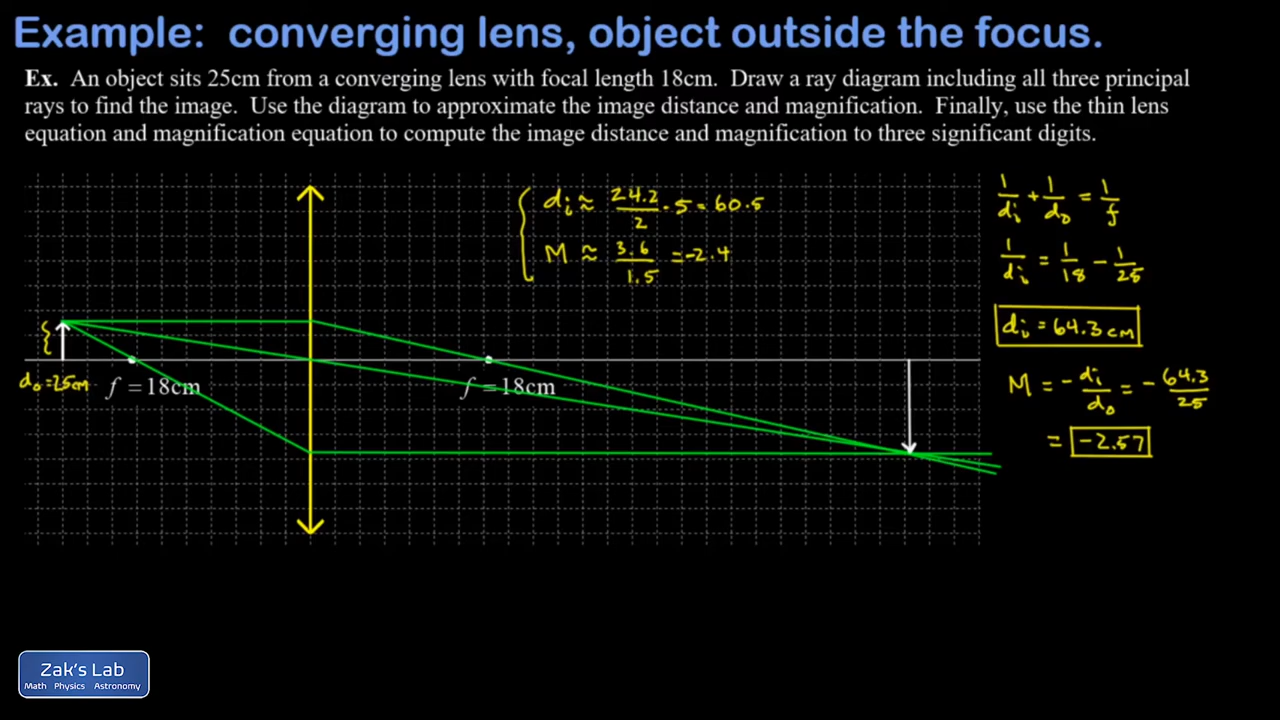 Example: converging lens, object outside the focus.
Ex. An object sits 25cm from a converging lens with focal length 18cm. Draw a ray diagram including all three principal
rays to find the image. Use the diagram to approximate the image distance and magnification. Finally, use the thin lens
equation and magnification equation to compute the image distance and magnification to three significant digits.
dᵢ ≈ 24.2/2 · 5 = 60.5
M ≈ 3.6/1.5 = -2.4
1/dᵢ + 1/d₀ = 1/f
1/dᵢ = 1/18 - 1/25
dᵢ = 64.3 cm
M = - dᵢ/d₀ = - 64.3/25
= -2.57
d₀=25cm
f = 18cm
f = 18cm
Zak's Lab
Math Physics Astronomy